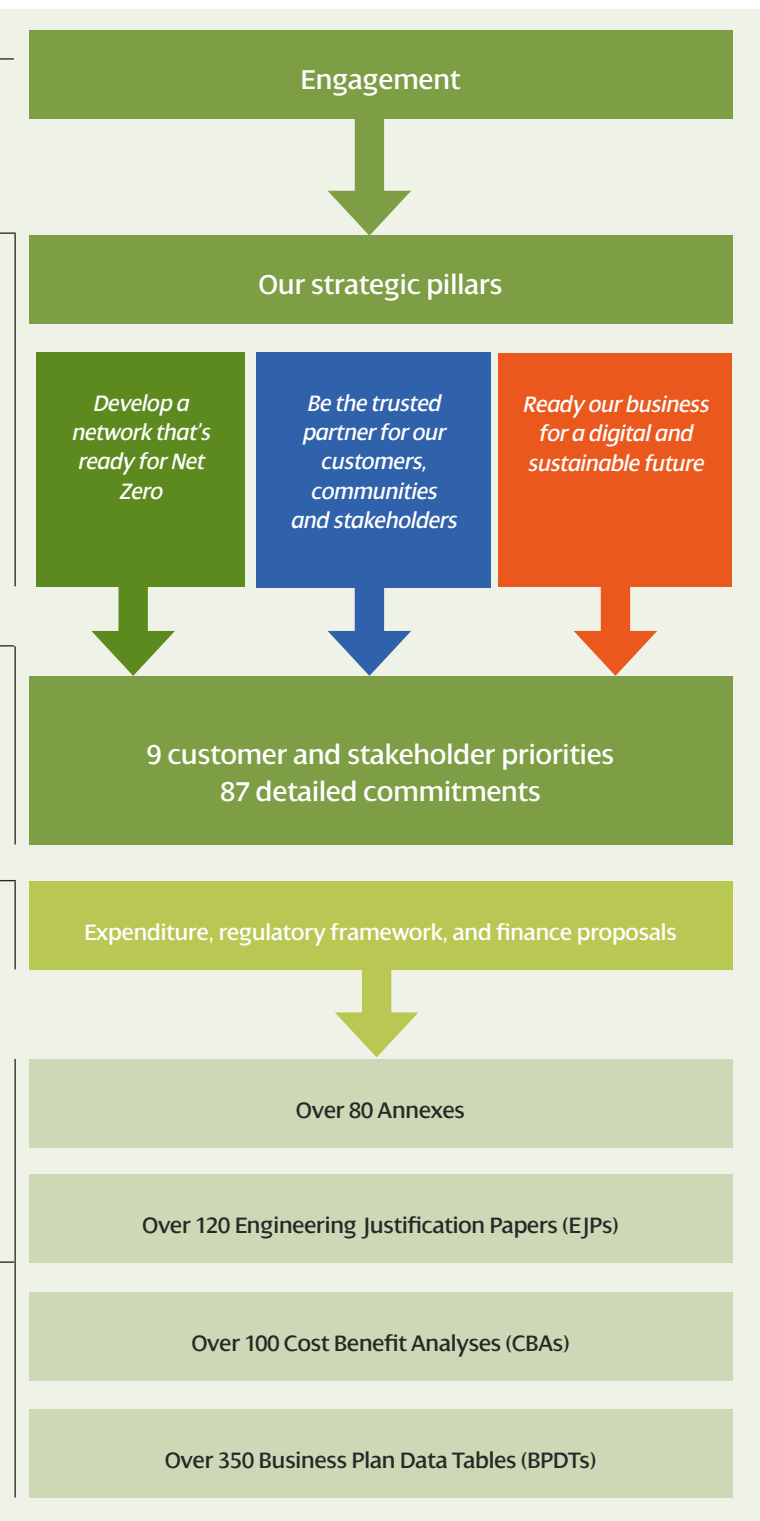 Engagement
Our strategic pillars
Develop a
network that's
ready for Net
Zero
Be the trusted
partner for our
customers,
communities
and stakeholders
Ready our business
for a digital and
sustainable future
9 customer and stakeholder priorities
87 detailed commitments
Expenditure, regulatory framework, and finance proposals
Over 80 Annexes
Over 120 Engineering Justification Papers (EJPs)
Over 100 Cost Benefit Analyses (CBAs)
Over 350 Business Plan Data Tables (BPDTs)